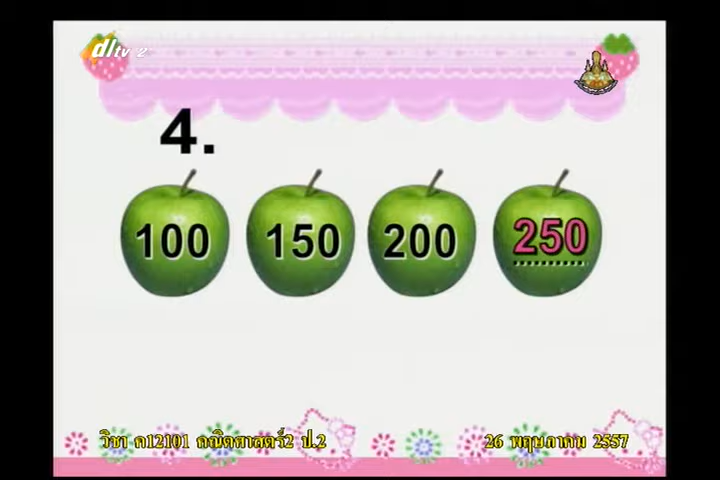 dltv 2
4.
100 150 200 250
วิชา ค12101 คณิตศาสตร์2 ป.2
26 พฤษภาคม 2557